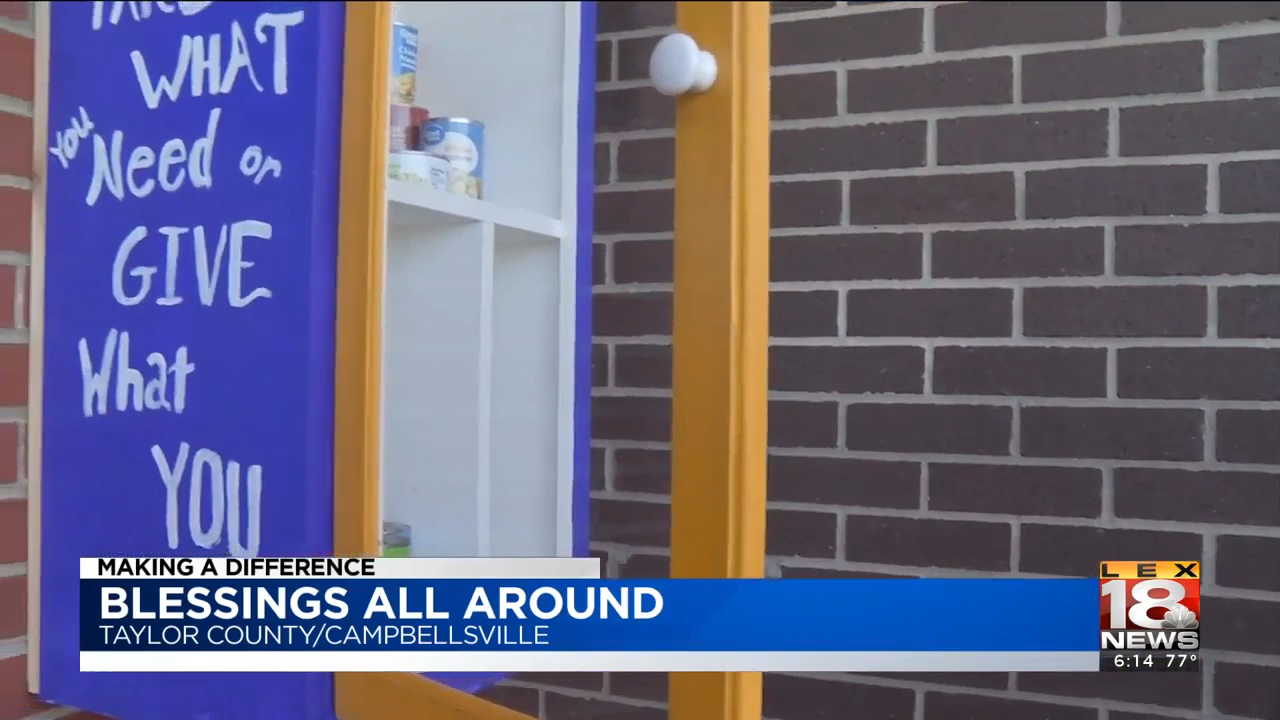 TAKE
WHAT
You
Need or
GIVE
What
YOU
MAKING A DIFFERENCE
BLESSINGS ALL AROUND
TAYLOR COUNTY/CAMPBELLSVILLE
LEX
18
NEWS
6:14 77°